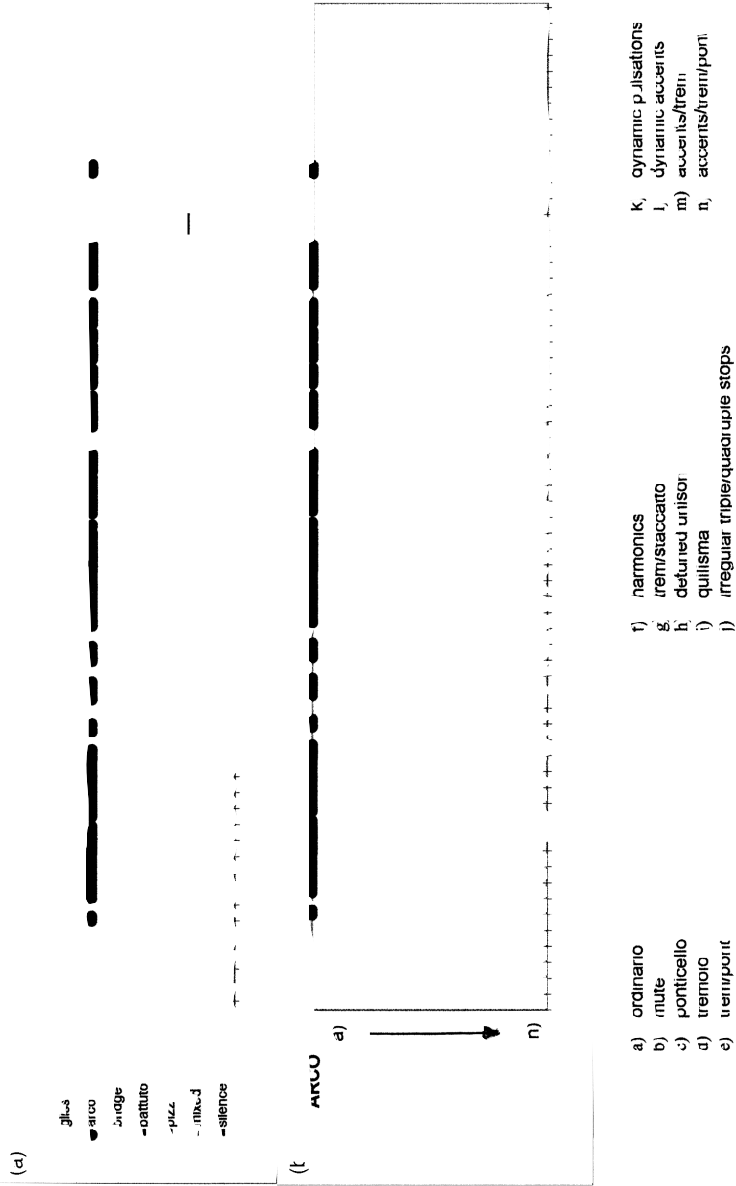 (a)
gliss
arco
bridge
battuto
pizz
mixed
silence
(b
ARCO
a)
n)
a) ordinario
b) mute
c) ponticello
d) tremolo
e) trem/pont
f) harmonics
g trem/staccatto
h detuned unison
i) quilisma
j) irregular triple/quadruple stops
k, dynamic pulsations
l, dynamic accents
m) accents/trem
n, accents/trem/pont